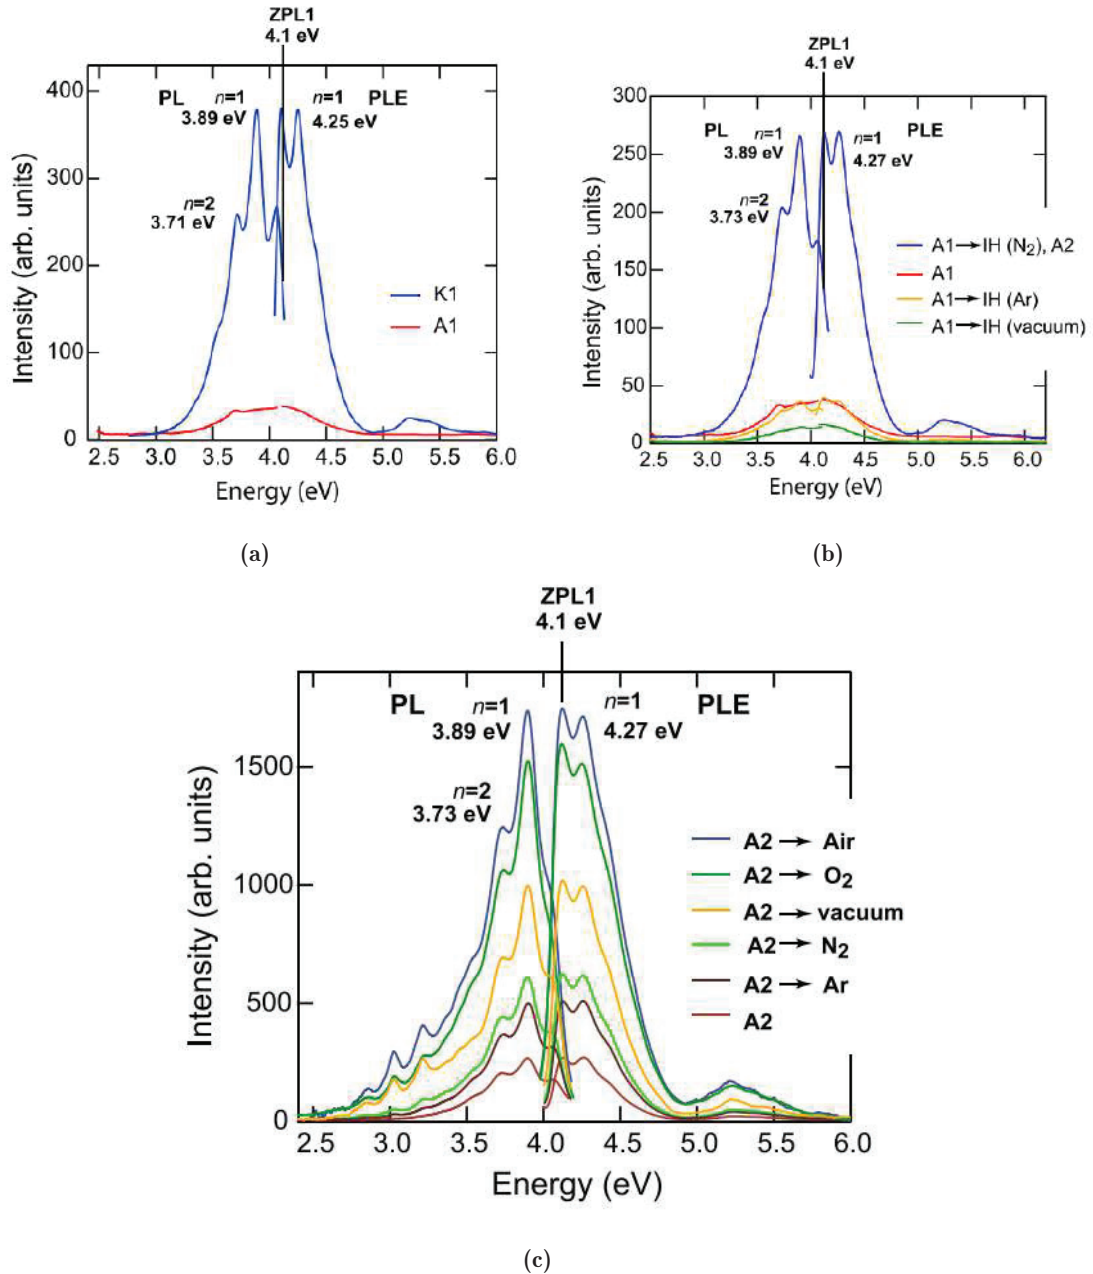 ZPL1
4.1 eV
PL
n=1
3.89 eV
n=1
4.25 eV
PLE
n=2
3.71 eV
K1
A1
400
300
200
100
0
2.5 3.0 3.5 4.0 4.5 5.0 5.5 6.0
Intensity (arb. units)
Energy (eV)
(a)
ZPL1
4.1 eV
PL
n=1
3.89 eV
n=1
4.27 eV
PLE
n=2
3.73 eV
A1→IH (N2), A2
A1
A1→IH (Ar)
A1→IH (vacuum)
300
250
200
150
100
50
0
2.5 3.0 3.5 4.0 4.5 5.0 5.5 6.0
Intensity (arb. units)
Energy (eV)
(b)
ZPL1
4.1 eV
PL
n=1
3.89 eV
n=1
4.27 eV
PLE
n=2
3.73 eV
A2 → Air
A2 → O2
A2 → vacuum
A2 → N2
A2 → Ar
A2
1500
1000
500
0
2.5 3.0 3.5 4.0 4.5 5.0 5.5 6.0
Intensity (arb. units)
Energy (eV)
(c)